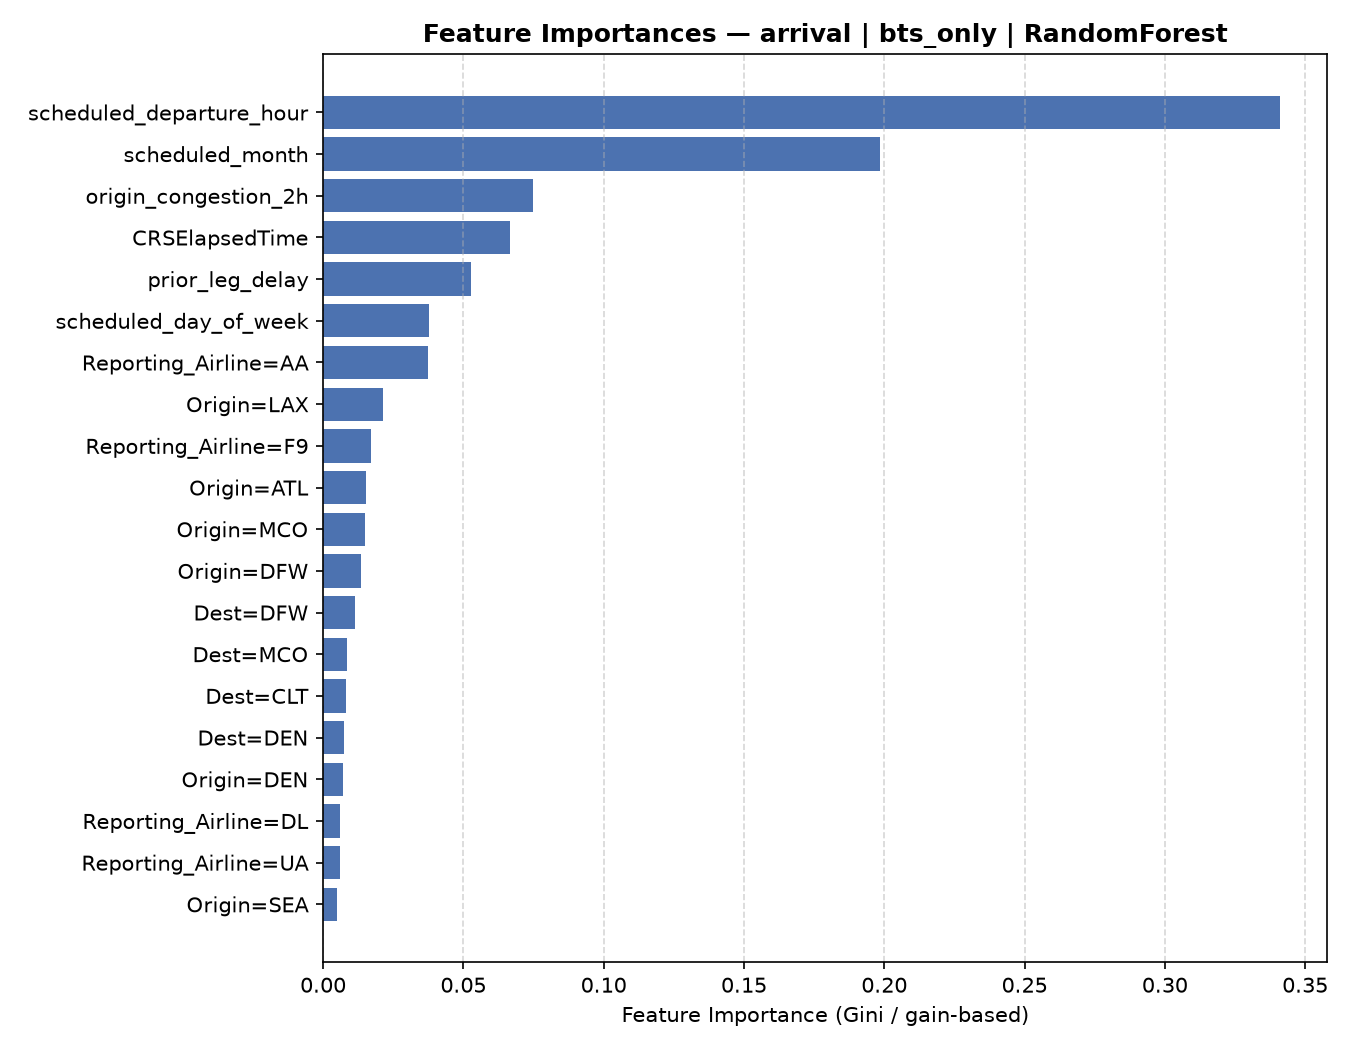 Feature Importances — arrival | bts_only | RandomForest
scheduled_departure_hour
scheduled_month
origin_congestion_2h
CRSElapsedTime
prior_leg_delay
scheduled_day_of_week
Reporting_Airline=AA
Origin=LAX
Reporting_Airline=F9
Origin=ATL
Origin=MCO
Origin=DFW
Dest=DFW
Dest=MCO
Dest=CLT
Dest=DEN
Origin=DEN
Reporting_Airline=DL
Reporting_Airline=UA
Origin=SEA
0.00 0.05 0.10 0.15 0.20 0.25 0.30 0.35
Feature Importance (Gini / gain-based)